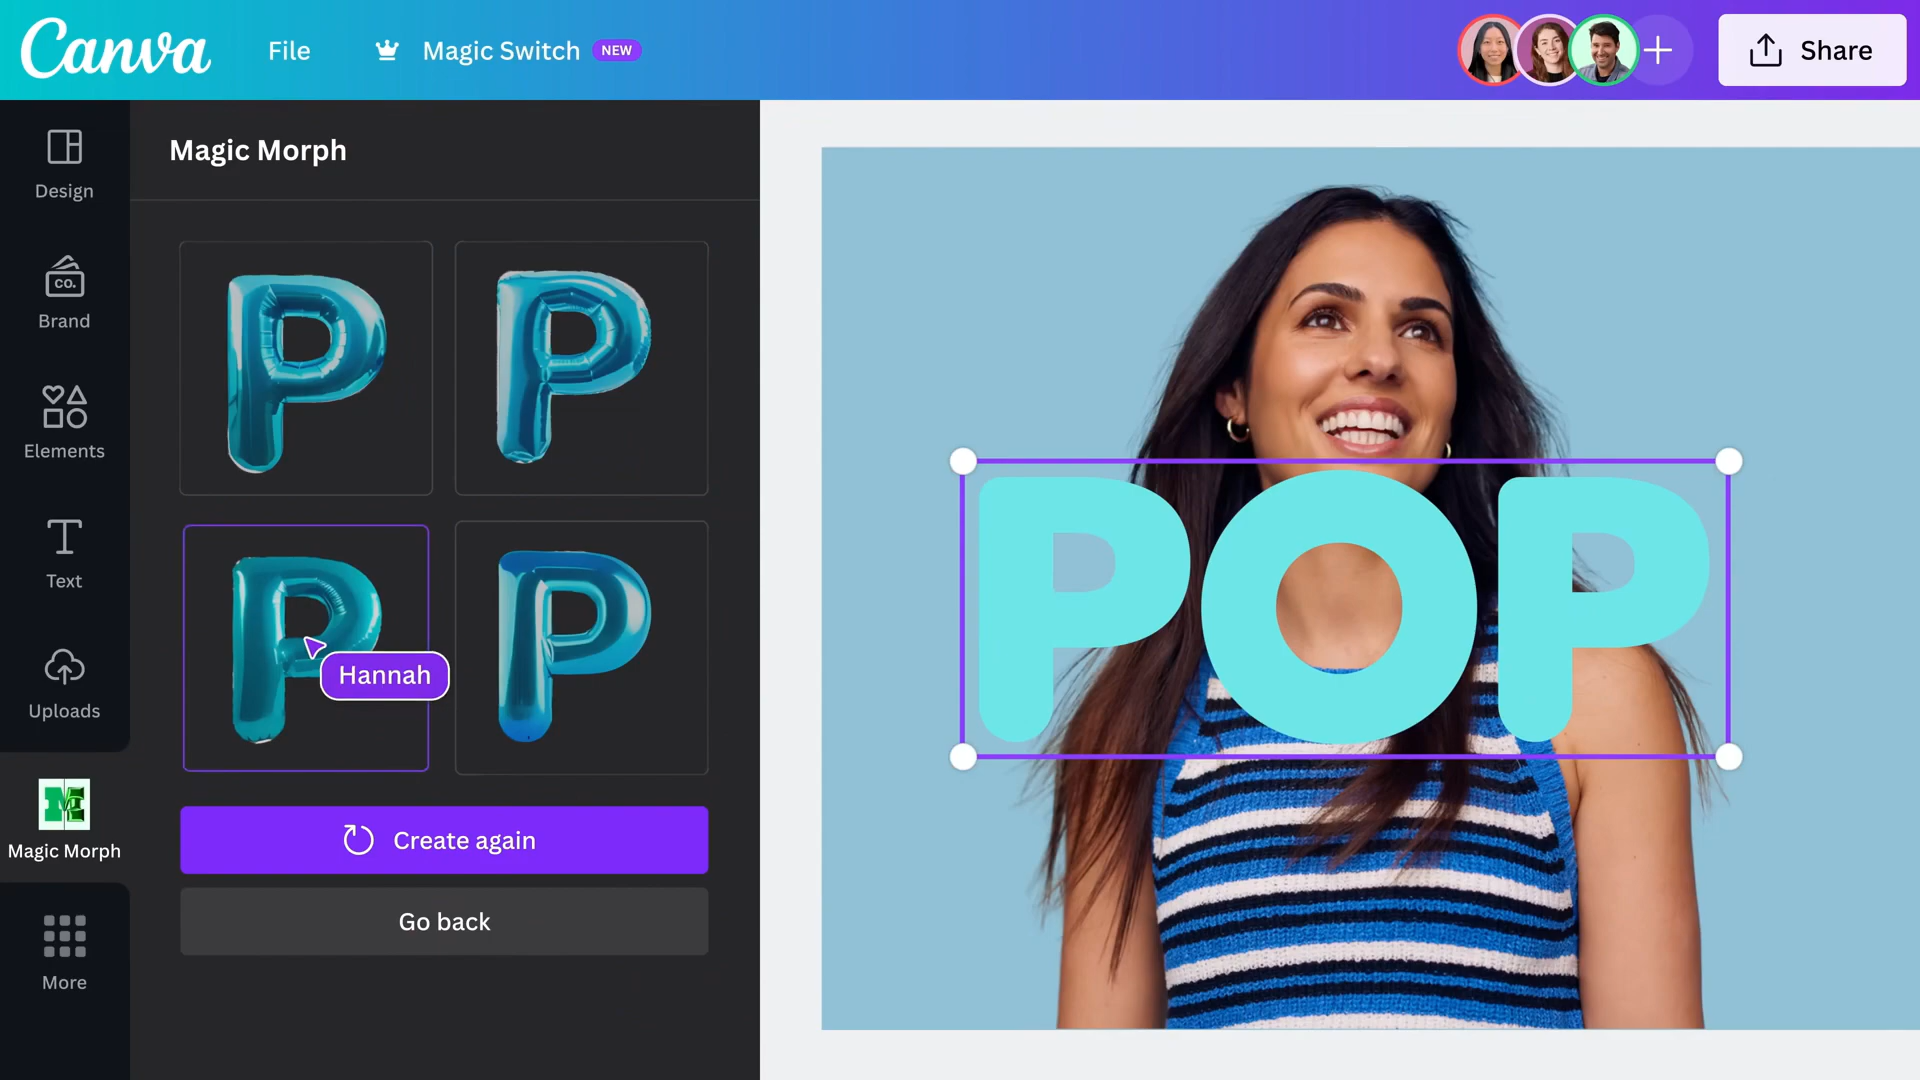 Canva
File
Magic Switch NEW
Share
Design
co.
Brand
Elements
T
Text
Uploads
M
Magic Morph
More
Magic Morph
P P
P P
Hannah
Create again
Go back
POP